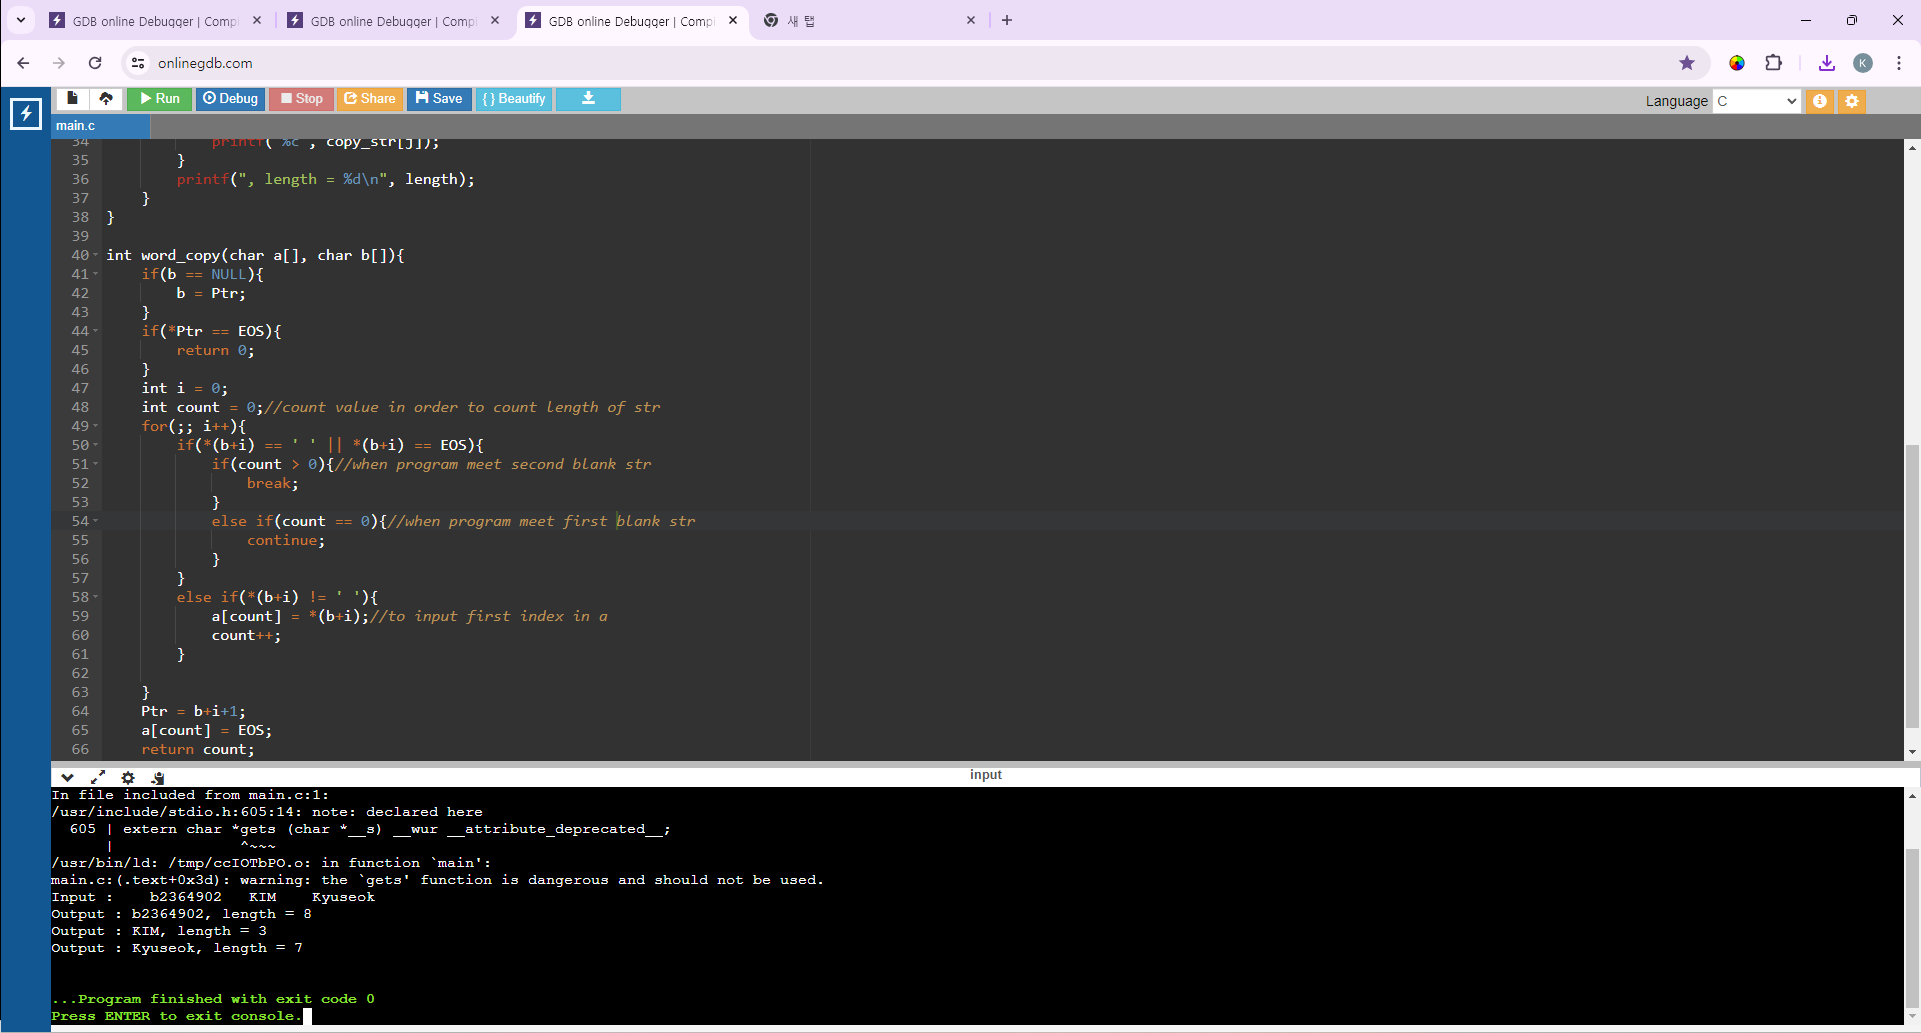 GDB online Debugger | Compi
GDB online Debugger | Compi
GDB online Debugger | Compi
새 탭
onlinegdb.com
K
Run
Debug
Stop
Share
Save
{ } Beautify
Language C
main.c
34 printf("%c", copy_str[j]);
35 }
36 printf(", length = %d\n", length);
37 }
38 }
39
40 int word_copy(char a[], char b[]){
41 if(b == NULL){
42 b = Ptr;
43 }
44 if(*Ptr == EOS){
45 return 0;
46 }
47 int i = 0;
48 int count = 0;//count value in order to count length of str
49 for(;; i++){
50 if(*(b+i) == ' ' || *(b+i) == EOS){
51 if(count > 0){//when program meet second blank str
52 break;
53 }
54 else if(count == 0){//when program meet first blank str
55 continue;
56 }
57 }
58 else if(*(b+i) != ' '){
59 a[count] = *(b+i);//to input first index in a
60 count++;
61 }
62
63 }
64 Ptr = b+i+1;
65 a[count] = EOS;
66 return count;
input
In file included from main.c:1:
/usr/include/stdio.h:605:14: note: declared here
605 | extern char *gets (char *__s) __wur __attribute_deprecated__;
| ^~~~
/usr/bin/ld: /tmp/ccIOTbPO.o: in function `main':
main.c:(.text+0x3d): warning: the `gets' function is dangerous and should not be used.
Input :    b2364902   KIM    Kyuseok
Output : b2364902, length = 8
Output : KIM, length = 3
Output : Kyuseok, length = 7
...Program finished with exit code 0
Press ENTER to exit console.